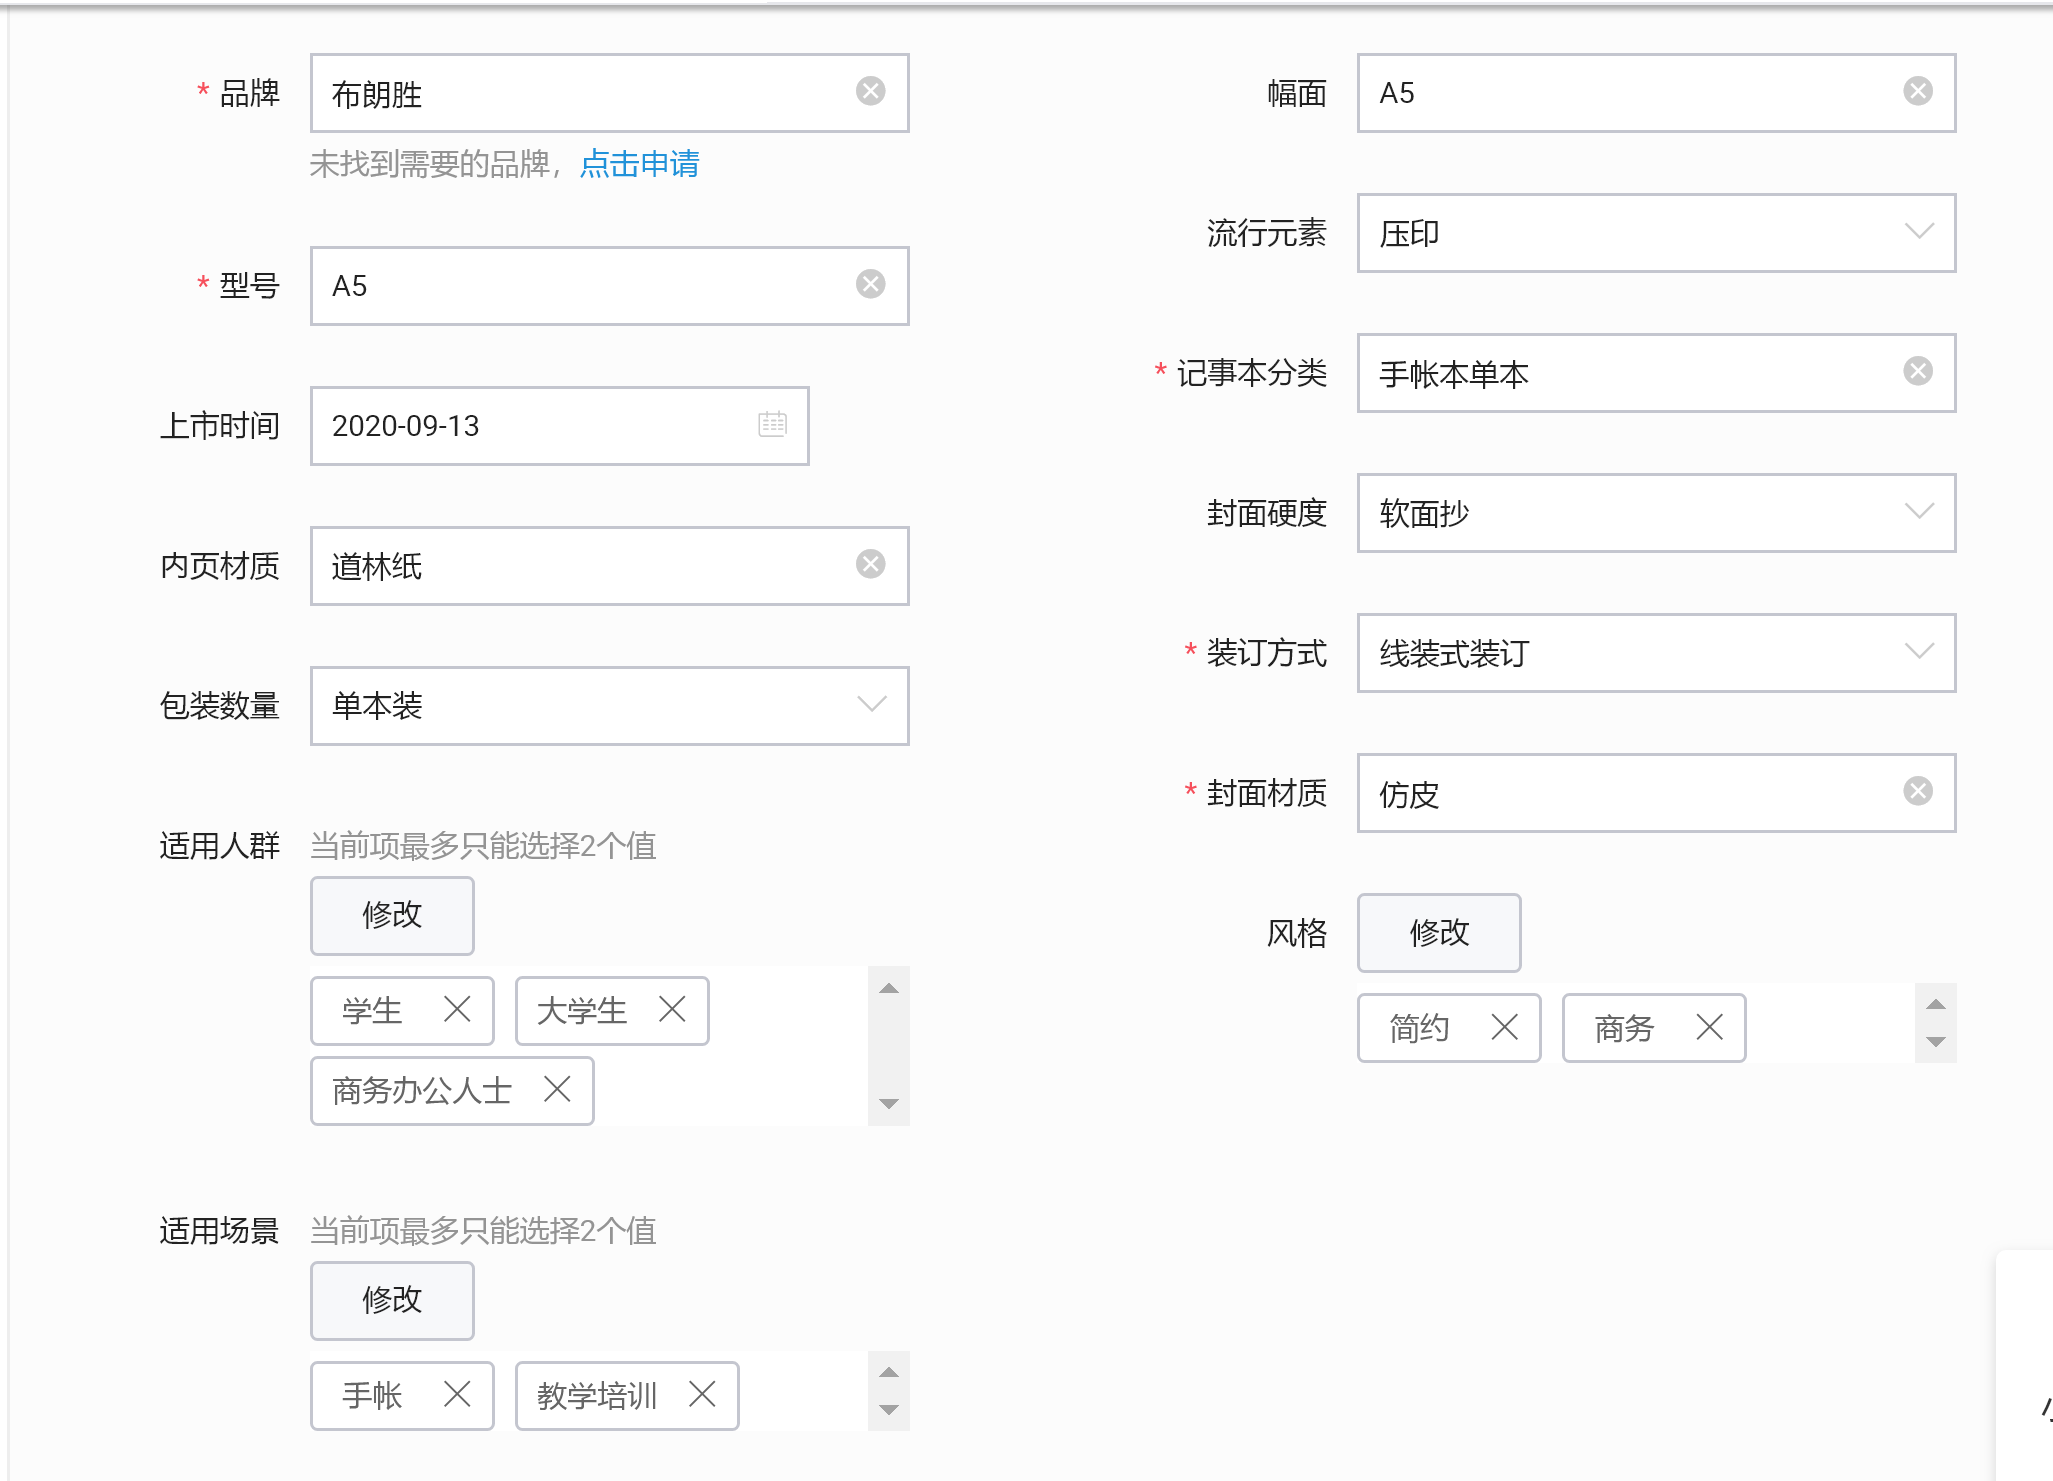 * 品牌 布朗胜
未找到需要的品牌，点击申请
* 型号 A5
上市时间 2020-09-13
内页材质 道林纸
包装数量 单本装
适用人群 当前项最多只能选择2个值
修改
学生 大学生
商务办公人士
适用场景 当前项最多只能选择2个值
修改
手帐 教学培训
幅面 A5
流行元素 压印
* 记事本分类 手帐本单本
封面硬度 软面抄
* 装订方式 线装式装订
* 封面材质 仿皮
风格 修改
简约 商务